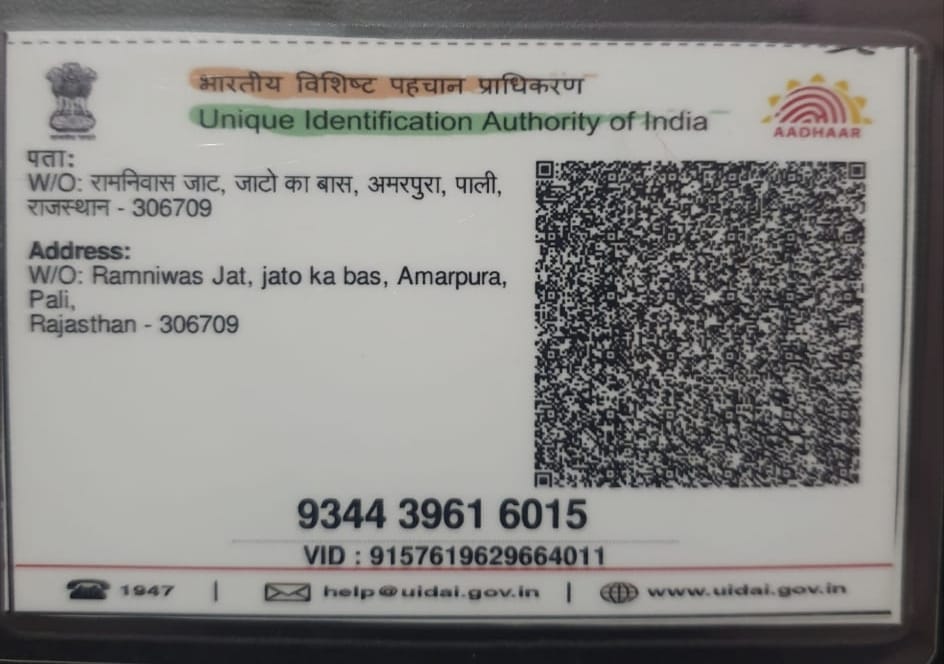 भारतीय विशिष्ट पहचान प्राधिकरण
Unique Identification Authority of India
AADHAAR
पता:
W/O: रामनिवास जाट, जाटो का बास, अमरपुरा, पाली,
राजस्थान - 306709
Address:
W/O: Ramniwas Jat, jato ka bas, Amarpura,
Pali,
Rajasthan - 306709
9344 3961 6015
VID : 9157619629664011
1947 | help@uidai.gov.in | www.uidai.gov.in